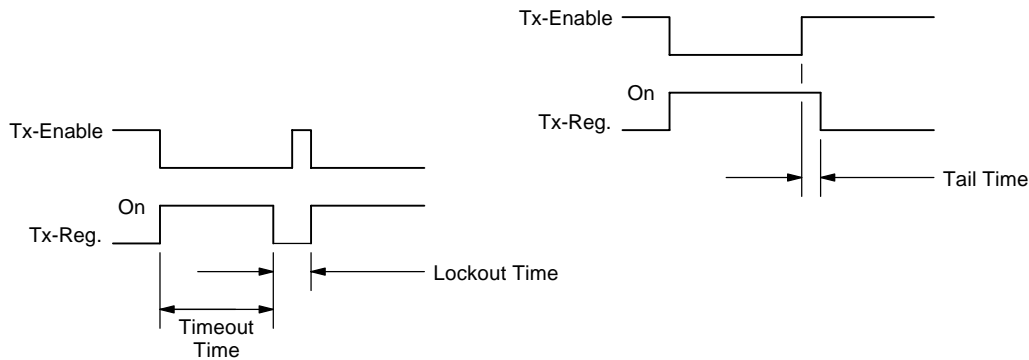 Tx-Enable
On
Tx-Reg.
Lockout Time
Timeout
Time
Tx-Enable
On
Tx-Reg.
Tail Time